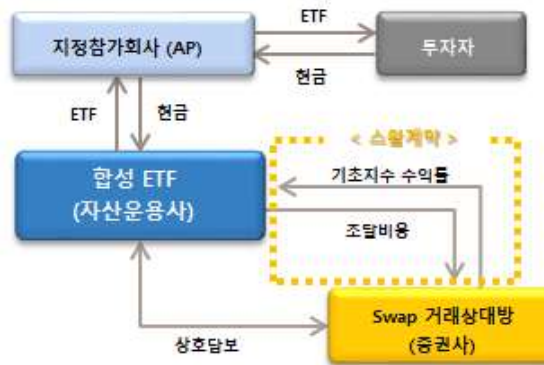 ETF
지정참가회사 (AP)
투자자
현금
ETF
현금
< 스왑계약 >
합성 ETF
(자산운용사)
기초지수 수익률
조달비용
Swap 거래상대방
(증권사)
상호담보